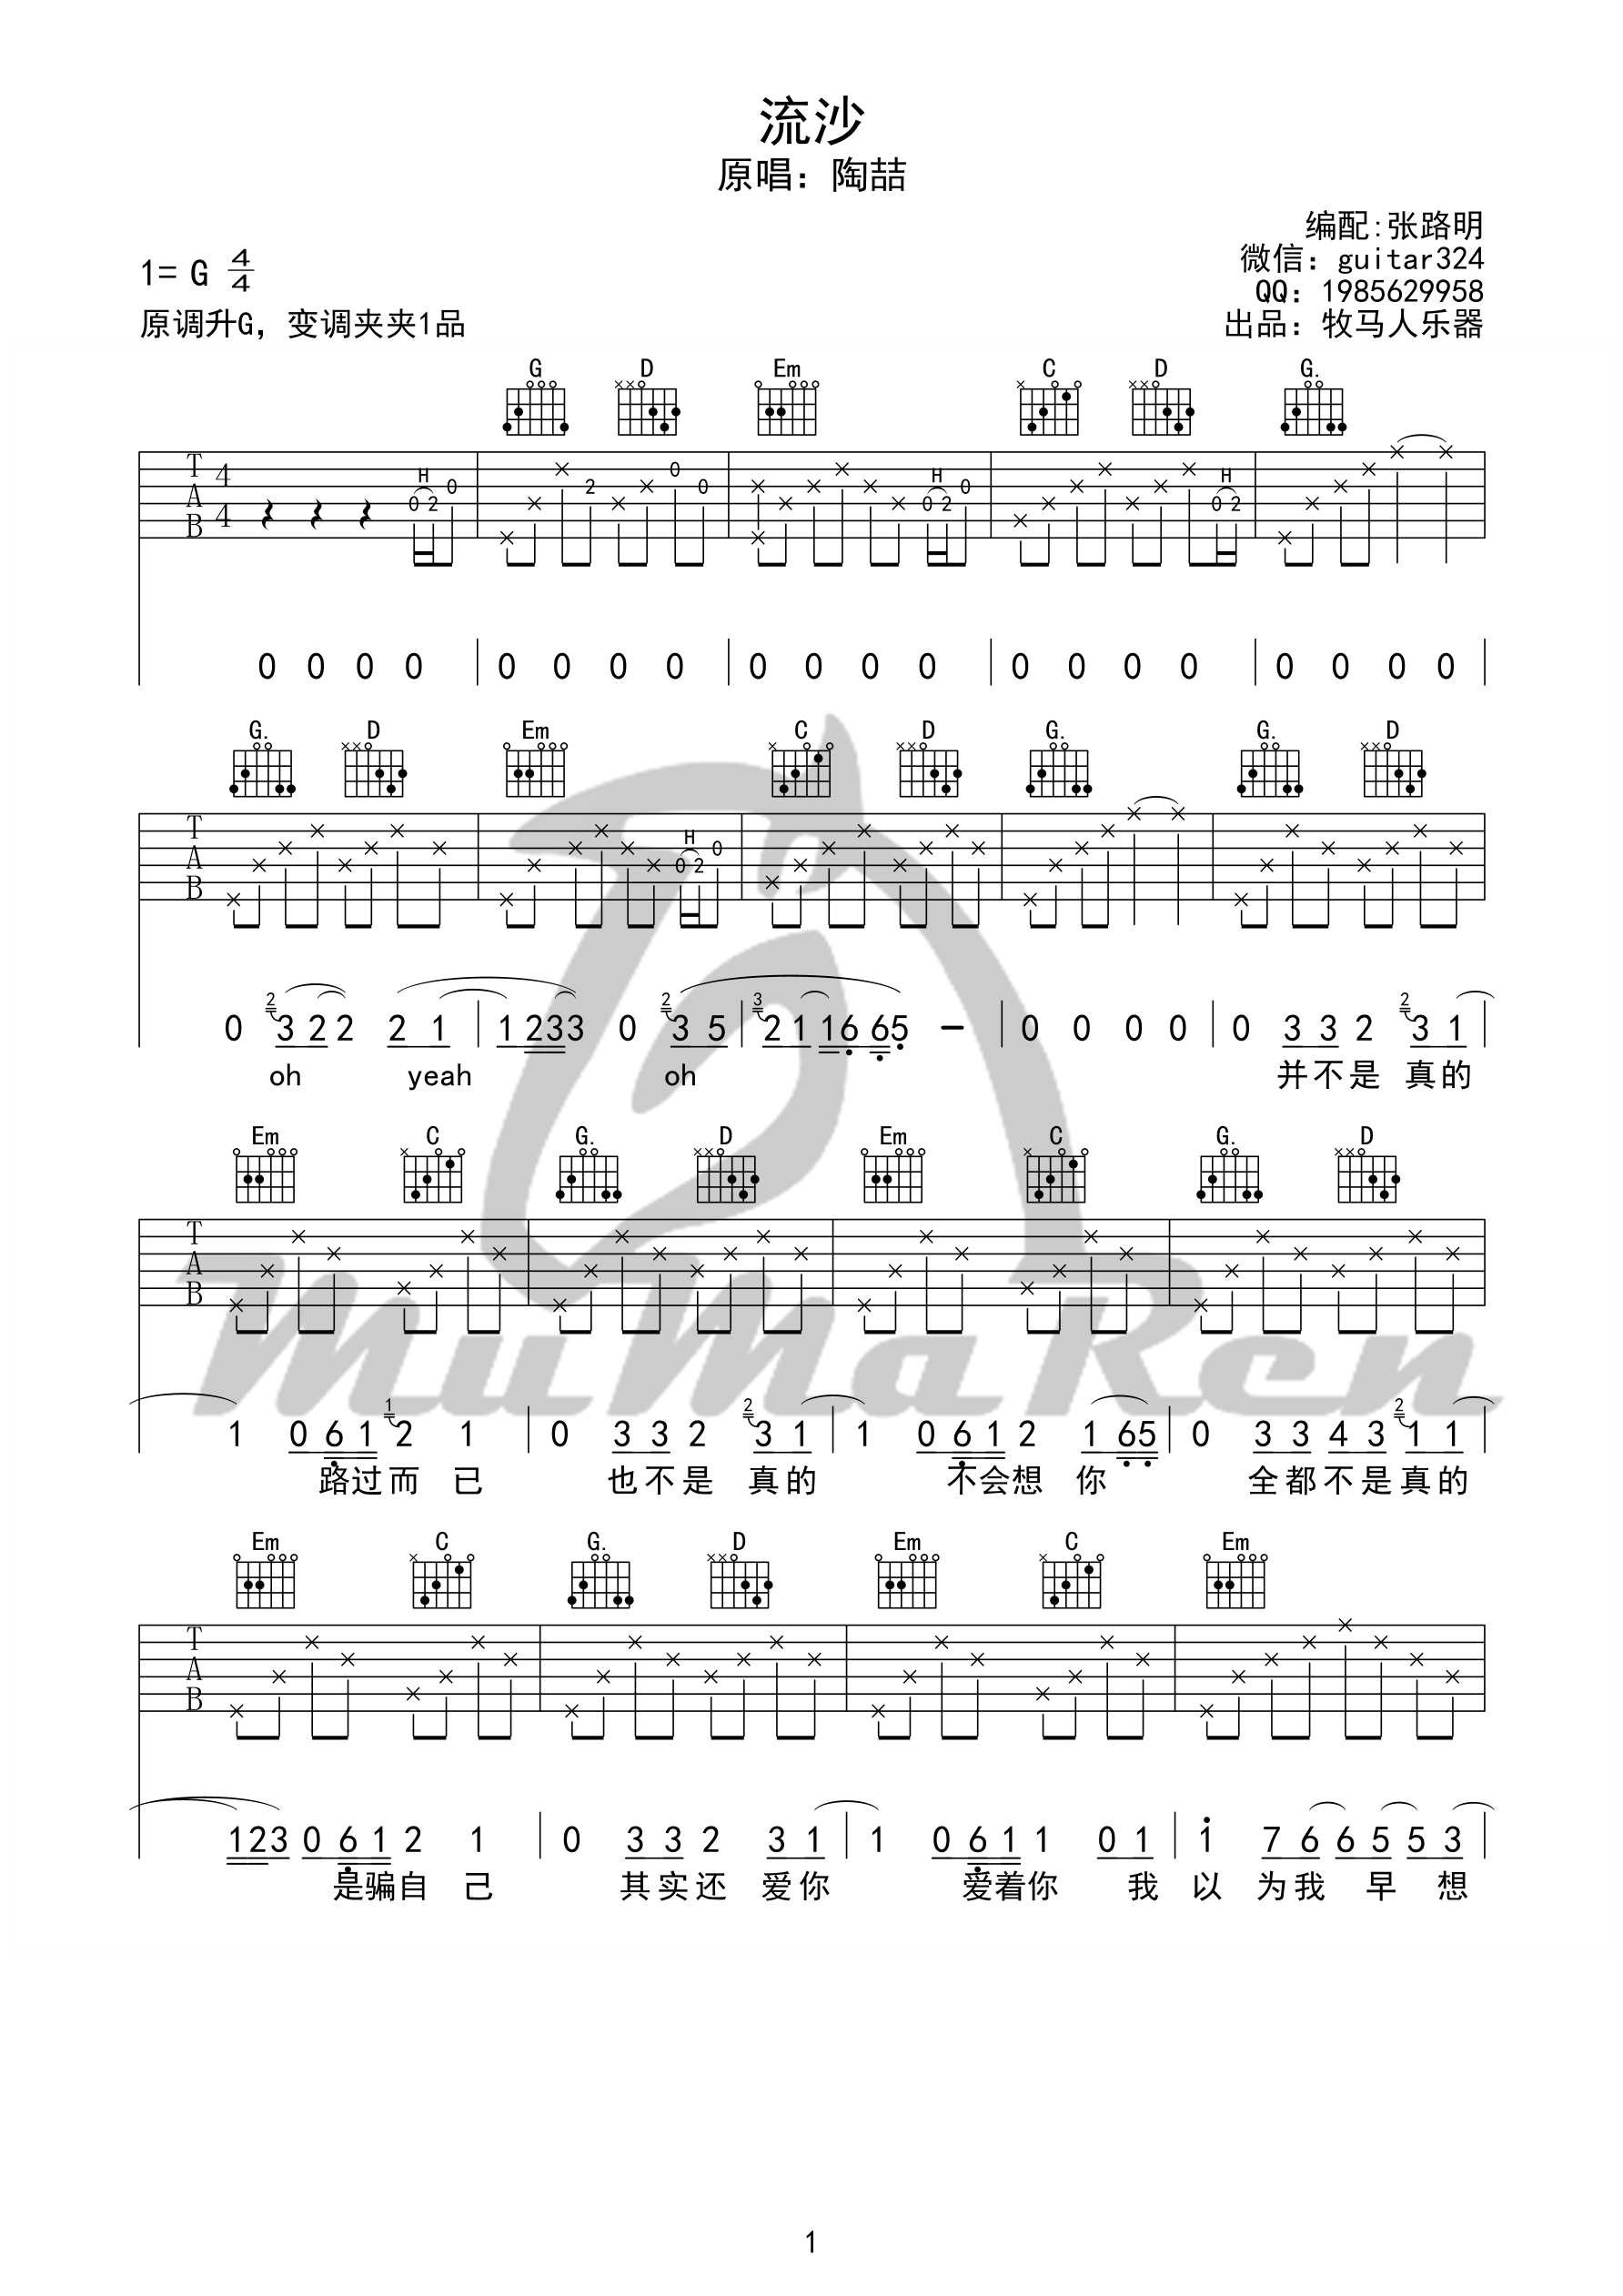 流沙
原唱：陶喆
编配:张路明
微信：guitar324
QQ：1985629958
出品：牧马人乐器
1= G 4/4
原调升G，变调夹夹1品
G D Em C D G.
T A B 4 4 H 0 2 0 2 0 0 H 0 2 0 H 0 2
0 0 0 0 0 0 0 0 0 0 0 0 0 0 0 0 0 0 0 0
G. D Em C D G. G. D
T A B H 0 2 0
0 2 3 2 2 2 1 1 2 3 3 0 2 3 5 3 2 1 1 6 6 5 – 0 0 0 0 0 3 3 2 2 3 1
oh yeah oh 并不是 真的
Em C G. D Em C G. D
T A B
MuMaRen
1 0 6 1 1 2 1 0 3 3 2 2 3 1 1 0 6 1 2 1 6 5 0 3 3 4 3 2 1 1
路过而 已 也不是 真的 不会想 你 全都不是真的
Em C G. D Em C Em
T A B
1 2 3 0 6 1 2 1 0 3 3 2 3 1 1 0 6 1 1 0 1 1 7 6 6 5 5 3
是骗自 己 其实还 爱你 爱着你 我 以 为我 早 想
1